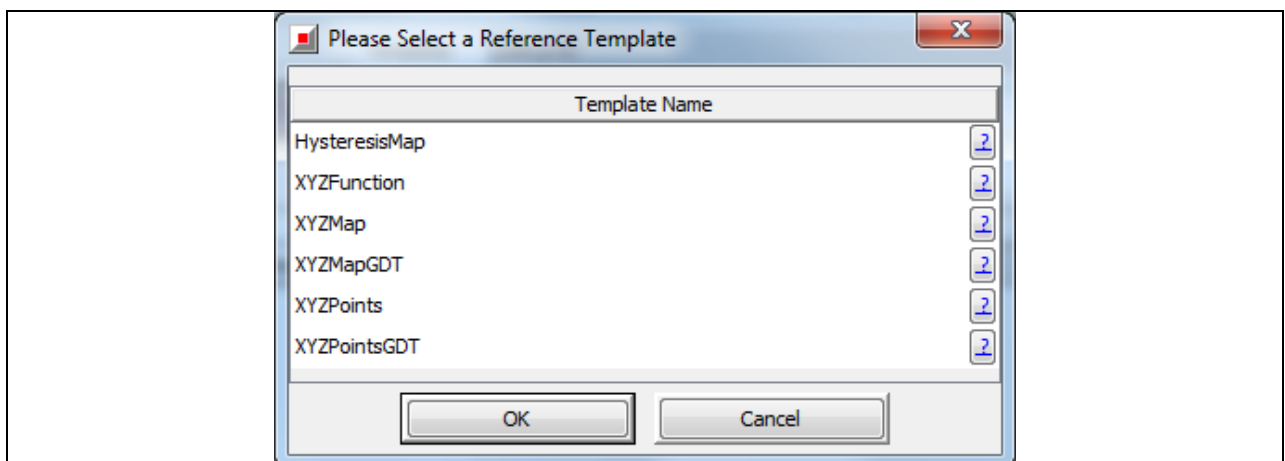 Please Select a Reference Template
Template Name
HysteresisMap ?
XYZFunction ?
XYZMap ?
XYZMapGDT ?
XYZPoints ?
XYZPointsGDT ?
OK Cancel